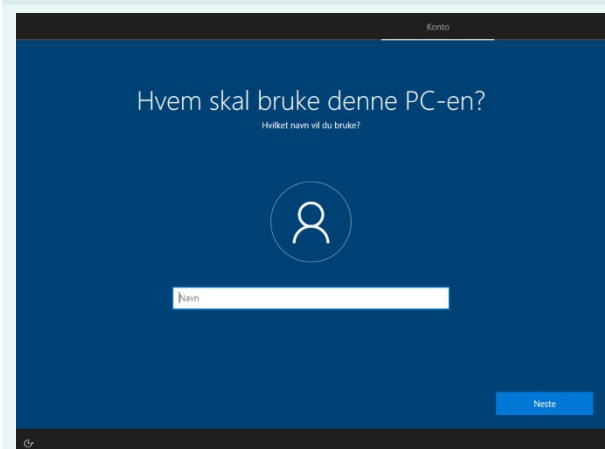 Konto
Hvem skal bruke denne PC-en?
Hvilket navn vil du bruke?
Navn
Neste